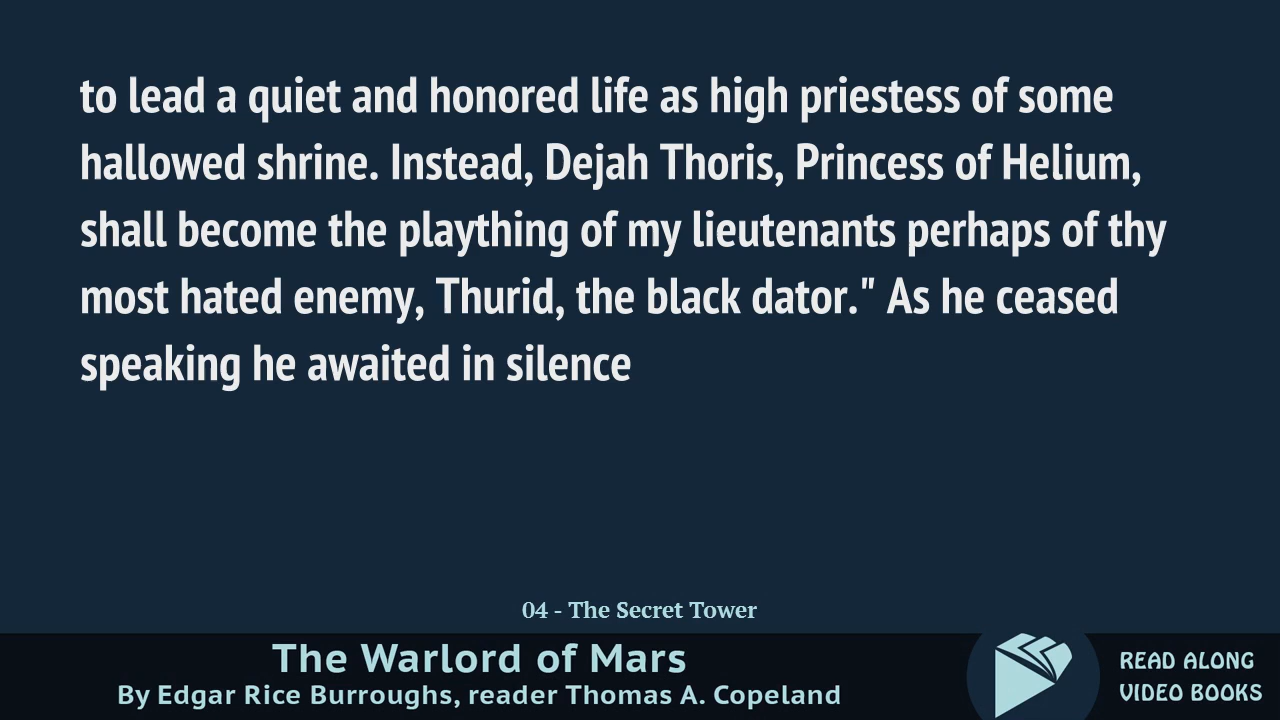 to lead a quiet and honored life as high priestess of some
hallowed shrine. Instead, Dejah Thoris, Princess of Helium,
shall become the plaything of my lieutenants perhaps of thy
most hated enemy, Thurid, the black dator." As he ceased
speaking he awaited in silence
04 - The Secret Tower
The Warlord of Mars
By Edgar Rice Burroughs, reader Thomas A. Copeland
READ ALONG
VIDEO BOOKS